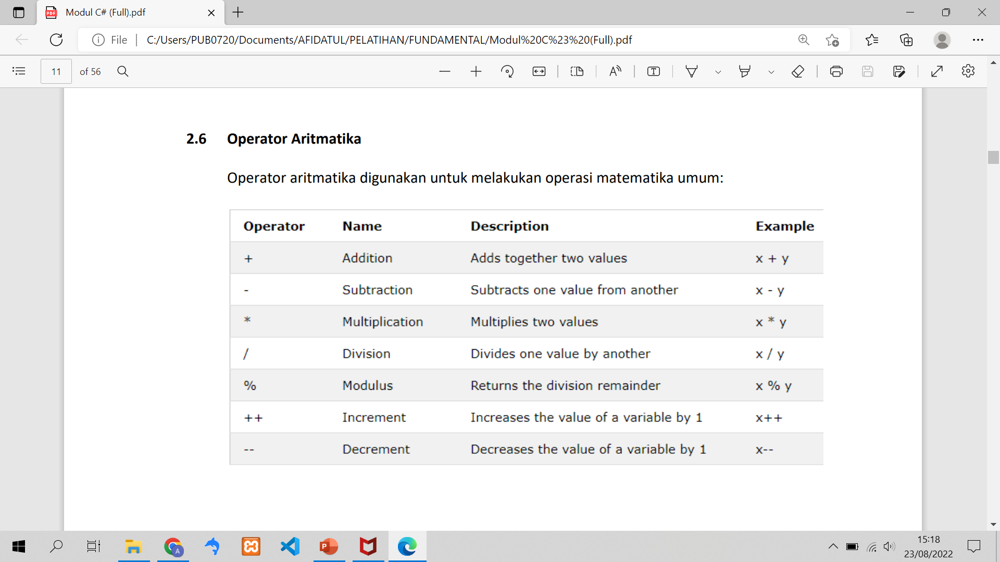 Modul C# (Full).pdf
File
C:/Users/PUB0720/Documents/AFIDATUL/PELATIHAN/FUNDAMENTAL/Modul%20C%23%20(Full).pdf
11 of 56
2.6 Operator Aritmatika
Operator aritmatika digunakan untuk melakukan operasi matematika umum:
Operator Name Description Example
+ Addition Adds together two values x + y
- Subtraction Subtracts one value from another x - y
* Multiplication Multiplies two values x * y
/ Division Divides one value by another x / y
% Modulus Returns the division remainder x % y
++ Increment Increases the value of a variable by 1 x++
-- Decrement Decreases the value of a variable by 1 x--
15:18
23/08/2022